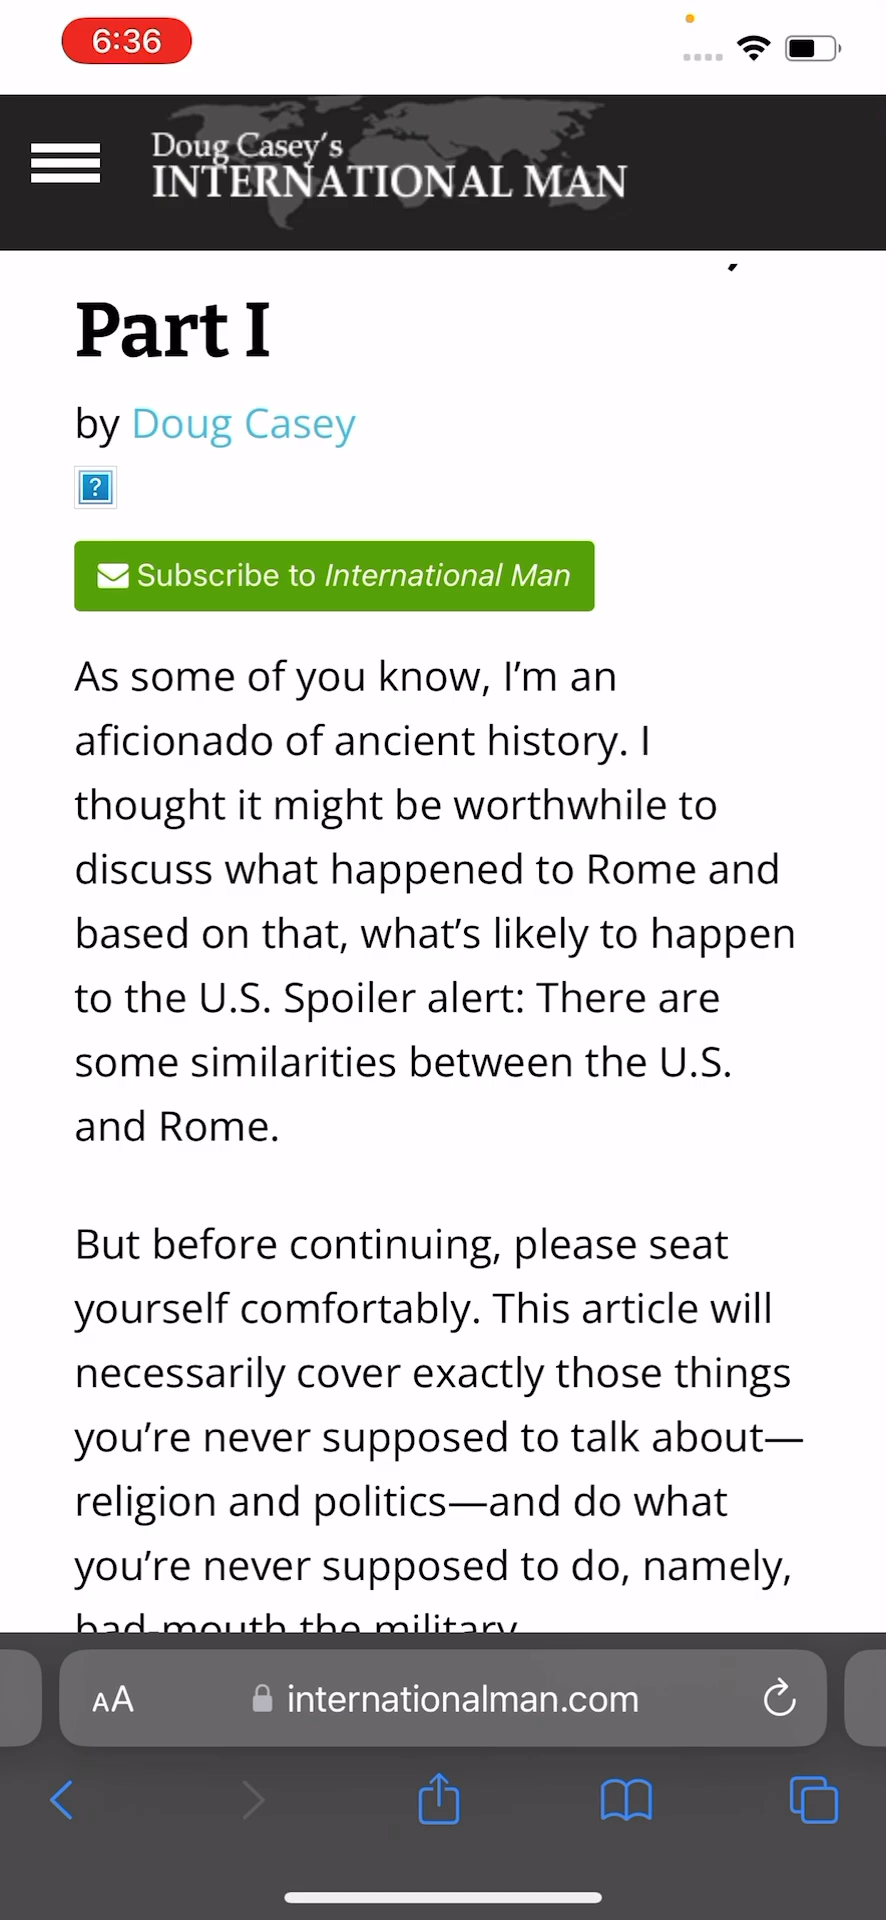 6:36
Doug Casey's
INTERNATIONAL MAN
Part I
by Doug Casey
?
Subscribe to International Man
As some of you know, I’m an
aficionado of ancient history. I
thought it might be worthwhile to
discuss what happened to Rome and
based on that, what’s likely to happen
to the U.S. Spoiler alert: There are
some similarities between the U.S.
and Rome.
But before continuing, please seat
yourself comfortably. This article will
necessarily cover exactly those things
you’re never supposed to talk about—
religion and politics—and do what
you’re never supposed to do, namely,
bad-mouth the military.
AA internationalman.com